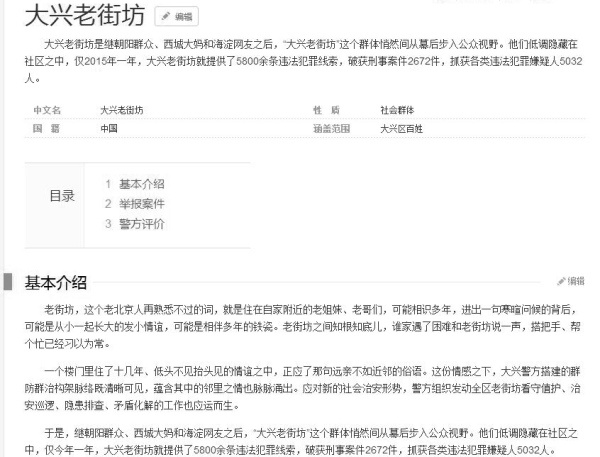 大兴老街坊 编辑
大兴老街坊是继朝阳群众、西城大妈和海淀网友之后，“大兴老街坊”这个群体悄然间从幕后步入公众视野。他们低调隐藏在
社区之中，仅2015年一年，大兴老街坊就提供了5800余条违法犯罪线索，破获刑事案件2672件，抓获各类违法犯罪嫌疑人5032
人。
中文名 大兴老街坊 性 质 社会群体
国 籍 中国 涵盖范围 大兴区百姓
目录
1 基本介绍
2 举报案件
3 警方评价
基本介绍 编辑
老街坊，这个老北京人再熟悉不过的词，就是住在自家附近的老姐妹、老哥们，可能相识多年，进出一句寒暄问候的背后，
可能是从小一起长大的发小情谊，可能是相伴多年的铁瓷。老街坊之间知根知底儿，谁家遇了困难和老街坊说一声，搭把手、帮
个忙已经习以为常。
一个楼门里住了十几年、低头不见抬头见的情谊之中，正应了那句远亲不如近邻的俗语。这份情感之下，大兴警方搭建的群
防群治构架脉络既清晰可见，蕴含其中的邻里之情也脉脉涌出。应对新的社会治安形势，警方组织发动全区老街坊看守值护、治
安巡逻、隐患排查、矛盾化解的工作也应运而生。
于是，继朝阳群众、西城大妈和海淀网友之后，“大兴老街坊”这个群体悄然间从幕后步入公众视野。他们低调隐藏在社区之
中，仅今年一年，大兴老街坊就提供了5800余条违法犯罪线索，破获刑事案件2672件，抓获各类违法犯罪嫌疑人5032人。